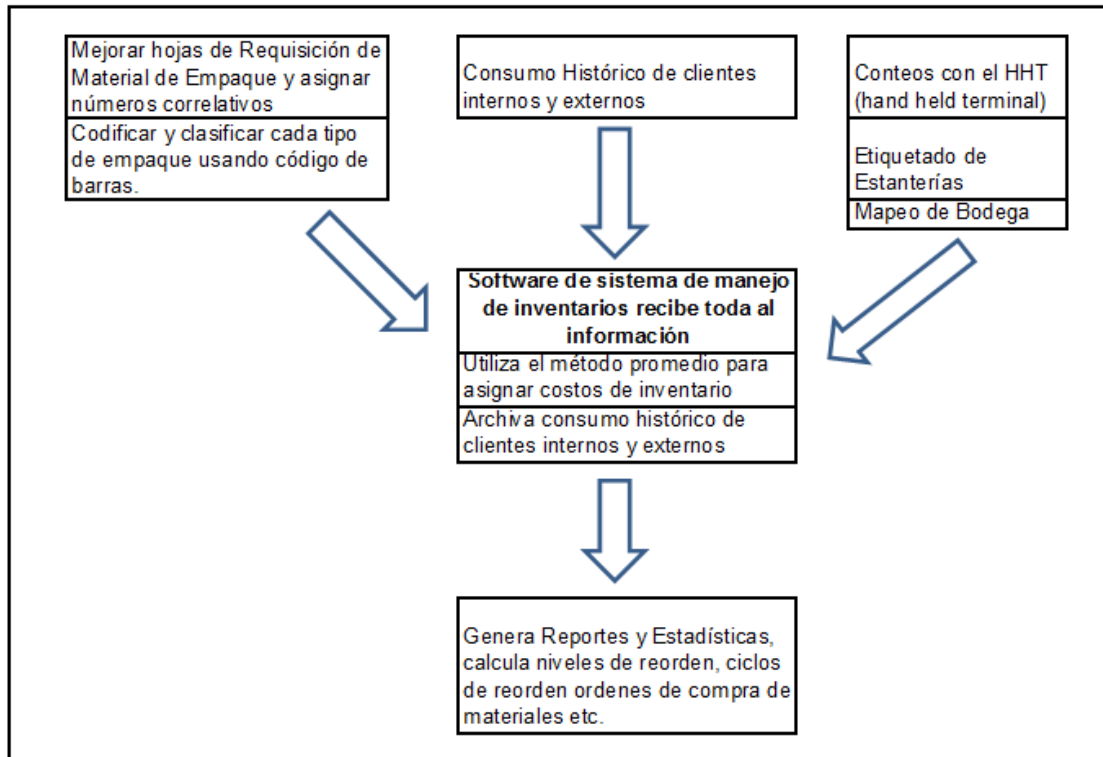 Mejorar hojas de Requisición de
Material de Empaque y asignar
números correlativos
Codificar y clasificar cada tipo
de empaque usando código de
barras.
Consumo Histórico de clientes
internos y externos
Conteos con el HHT
(hand held terminal)
Etiquetado de
Estanterías
Mapeo de Bodega
Software de sistema de manejo
de inventarios recibe toda al
información
Utiliza el método promedio para
asignar costos de inventario
Archiva consumo histórico de
clientes internos y externos
Genera Reportes y Estadísticas,
calcula niveles de reorden, ciclos
de reorden ordenes de compra de
materiales etc.